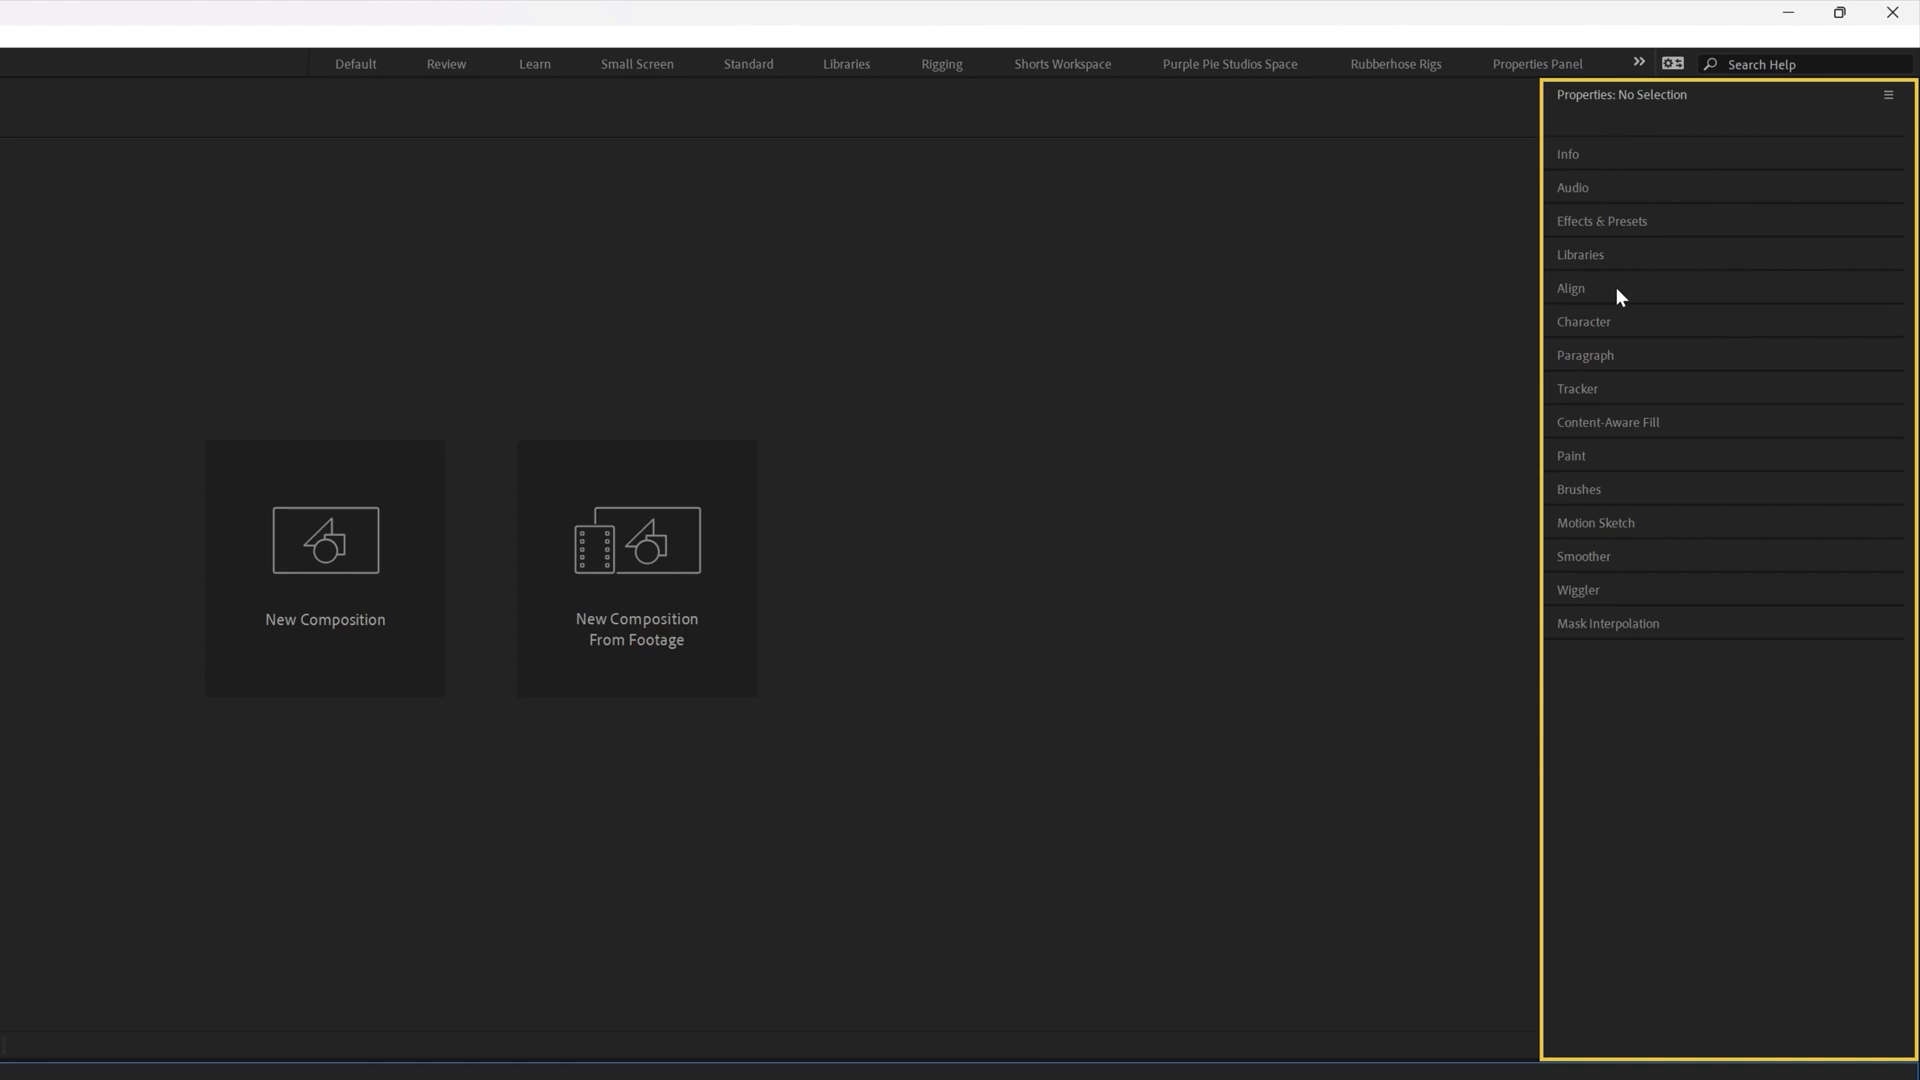 Default Review Learn Small Screen Standard Libraries Rigging Shorts Workspace Purple Pie Studios Space Rubberhose Rigs Properties Panel Search Help
Properties: No Selection
Info
Audio
Effects & Presets
Libraries
Align
Character
Paragraph
Tracker
Content-Aware Fill
Paint
Brushes
Motion Sketch
Smoother
Wiggler
Mask Interpolation
New Composition
New Composition
From Footage